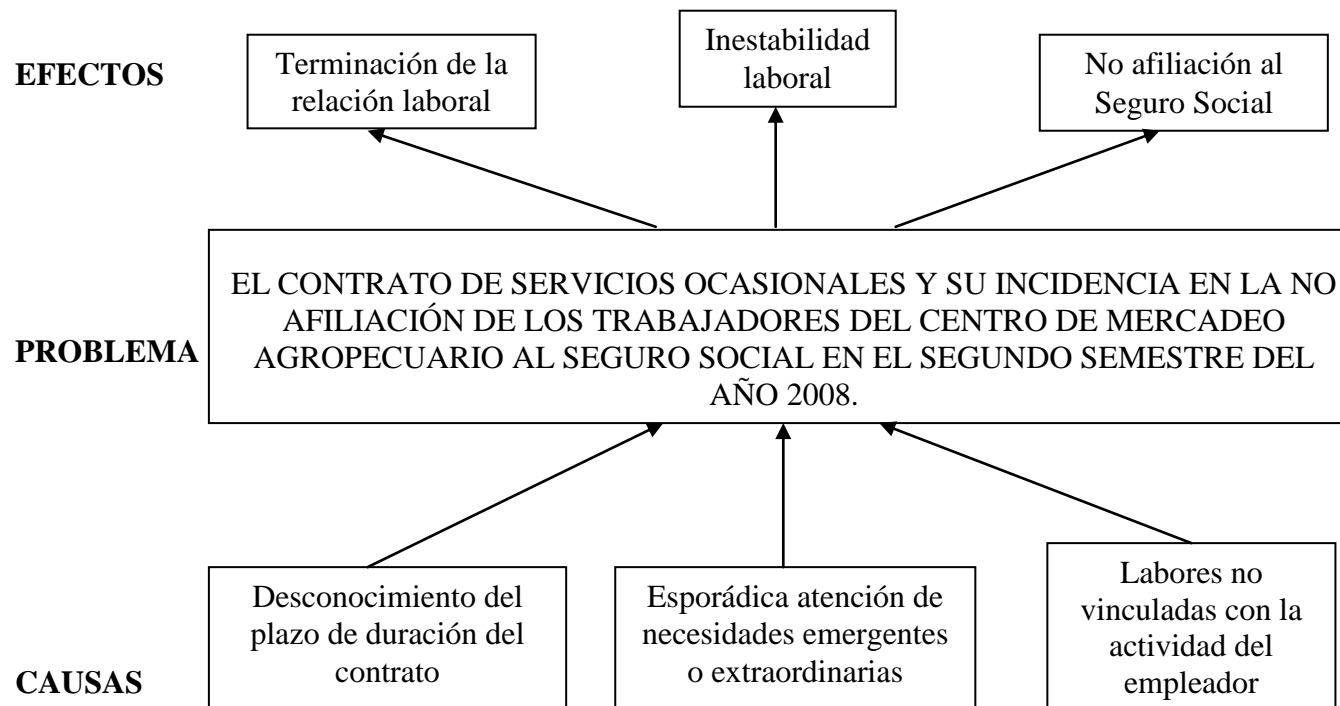 EFECTOS
Terminación de la
relación laboral
Inestabilidad
laboral
No afiliación al
Seguro Social
PROBLEMA
EL CONTRATO DE SERVICIOS OCASIONALES Y SU INCIDENCIA EN LA NO
AFILIACIÓN DE LOS TRABAJADORES DEL CENTRO DE MERCADEO
AGROPECUARIO AL SEGURO SOCIAL EN EL SEGUNDO SEMESTRE DEL
AÑO 2008.
CAUSAS
Desconocimiento del
plazo de duración del
contrato
Esporádica atención de
necesidades emergentes
o extraordinarias
Labores no
vinculadas con la
actividad del
empleador